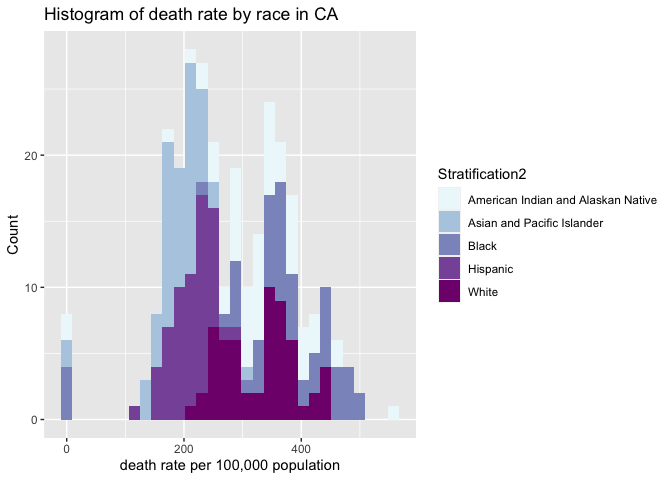 Histogram of death rate by race in CA
Count
20
10
0
0 200 400
death rate per 100,000 population
Stratification2
American Indian and Alaskan Native
Asian and Pacific Islander
Black
Hispanic
White